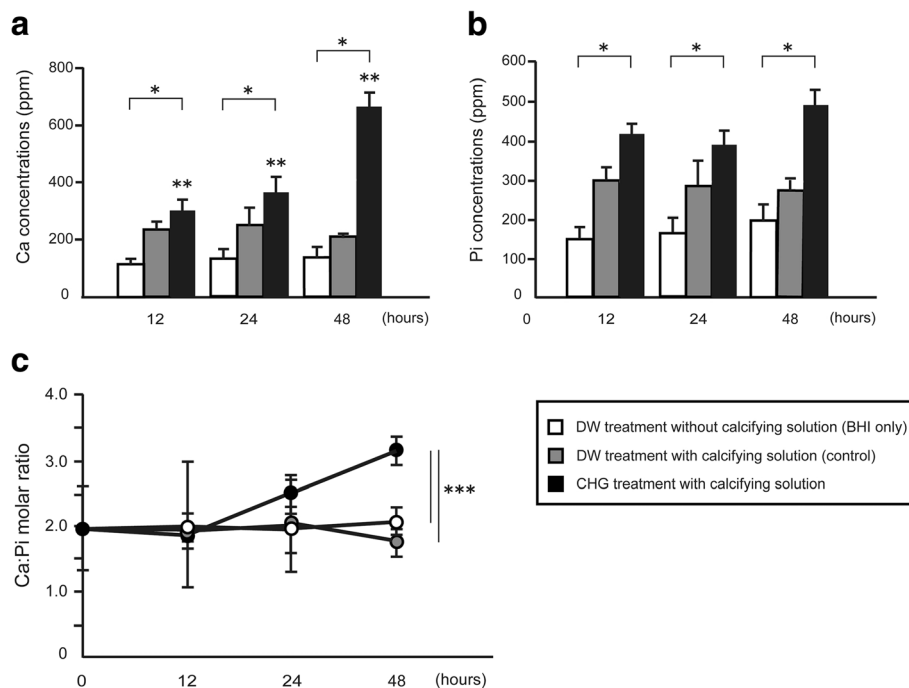 a
Ca concentrations (ppm)
800
600
400
200
0
*
*
*
**
**
**
12 24 48 (hours)
b
Pi concentrations (ppm)
600
500
400
300
200
100
0
*
*
*
0 12 24 48 (hours)
c
Ca:Pi molar ratio
4.0
3.0
2.0
1.0
0
***
0 12 24 48 (hours)
DW treatment without calcifying solution (BHI only)
DW treatment with calcifying solution (control)
CHG treatment with calcifying solution